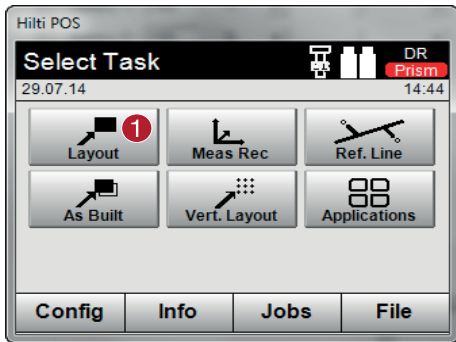 Hilti POS
Select Task
DR
Prism
29.07.14 14:44
1
Layout Meas Rec Ref. Line
As Built Vert. Layout Applications
Config Info Jobs File